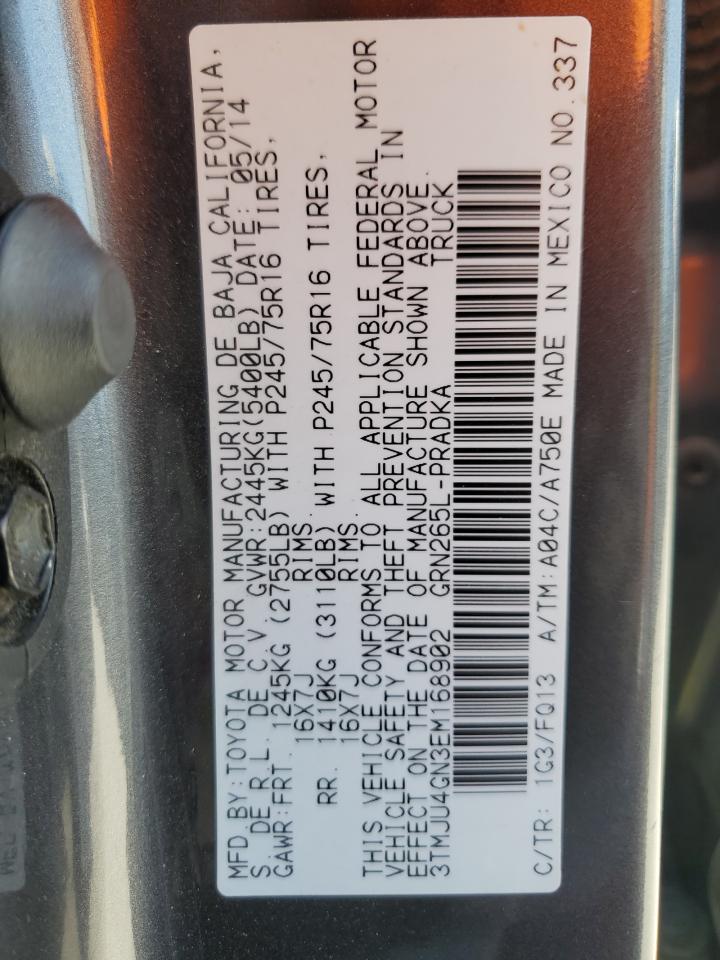 MFD.BY:TOYOTA MOTOR MANUFACTURING DE BAJA CALIFORNIA,
S. DE R.L. DE C.V. GVWR:2445KG(5400LB) DATE: 05/14
GAWR:FRT. 1245KG (2755LB) WITH P245/75R16 TIRES,
16X7J RIMS.
RR. 1410KG (3110LB) WITH P245/75R16 TIRES,
16X7J RIMS.
THIS VEHICLE CONFORMS TO ALL APPLICABLE FEDERAL MOTOR
VEHICLE SAFETY AND THEFT PREVENTION STANDARDS IN
EFFECT ON THE DATE OF MANUFACTURE SHOWN ABOVE.
3TMJU4GN3EM168902 GRN265L-PRADKA TRUCK
C/TR: 1G3/FQ13 A/TM:A04C/A750E MADE IN MEXICO NO.337